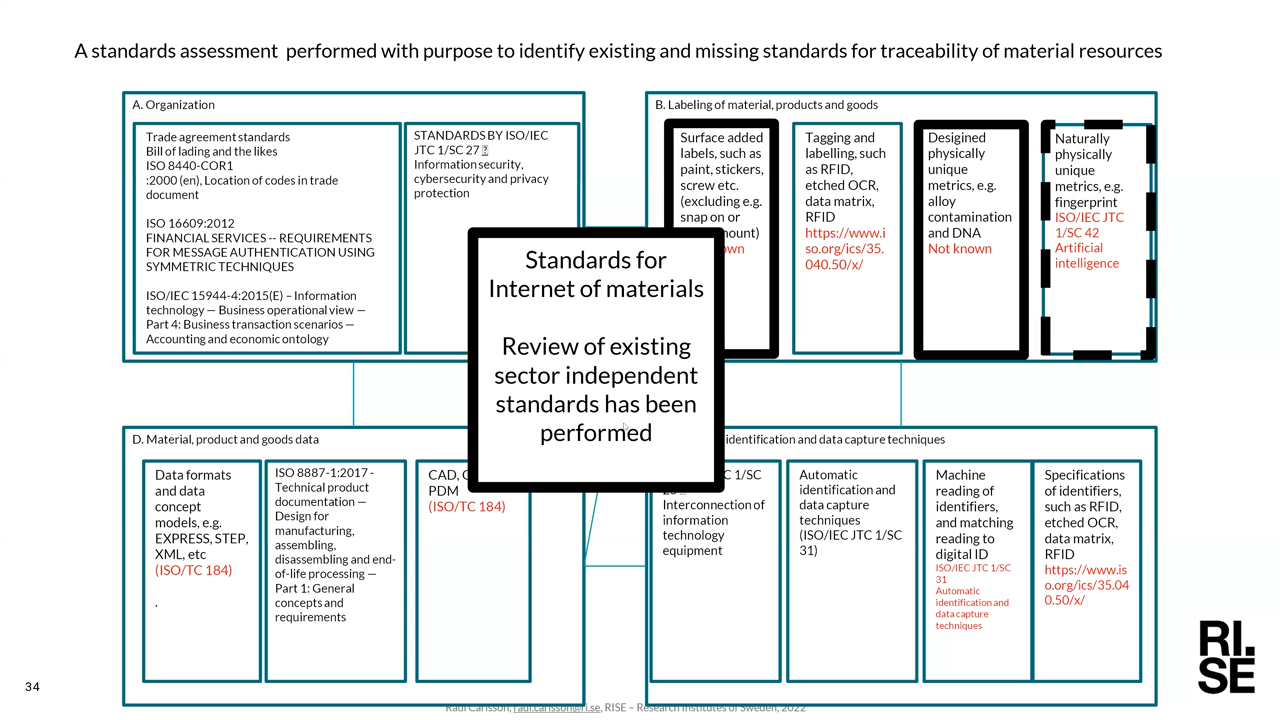 A standards assessment performed with purpose to identify existing and missing standards for traceability of material resources
A. Organization
Trade agreement standards
Bill of lading and the likes
ISO 8440-COR1
:2000 (en), Location of codes in trade
document
ISO 16609:2012
FINANCIAL SERVICES -- REQUIREMENTS
FOR MESSAGE AUTHENTICATION USING
SYMMETRIC TECHNIQUES
ISO/IEC 15944-4:2015(E) – Information
technology — Business operational view —
Part 4: Business transaction scenarios —
Accounting and economic ontology
STANDARDS BY ISO/IEC
JTC 1/SC 27
Information security,
cybersecurity and privacy
protection
B. Labeling of material, products and goods
Surface added
labels, such as
paint, stickers,
screw etc.
(excluding e.g.
snap on or
Tagging and
labelling, such
as RFID,
etched OCR,
data matrix,
RFID
https://www.i
so.org/ics/35.
040.50/x/
Desigined
physically
unique
metrics, e.g.
alloy
contamination
and DNA
Not known
Naturally
physically
unique
metrics, e.g.
fingerprint
ISO/IEC JTC
1/SC 42
Artificial
intelligence
Standards for
Internet of materials
Review of existing
sector independent
standards has been
performed
D. Material, product and goods data
Data formats
and data
concept
models, e.g.
EXPRESS, STEP,
XML, etc
(ISO/TC 184)
.
ISO 8887-1:2017 -
Technical product
documentation —
Design for
manufacturing,
assembling,
disassembling and end-
of-life processing —
Part 1: General
concepts and
requirements
CAD,
PDM
(ISO/TC 184)
identification and data capture techniques
1/SC
Interconnection of
information
technology
equipment
Automatic
identification and
data capture
techniques
(ISO/IEC JTC 1/SC
31)
Machine
reading of
identifiers,
and matching
reading to
digital ID
ISO/IEC JTC 1/SC
31
Automatic
identification and
data capture
techniques
Specifications
of identifiers,
such as RFID,
etched OCR,
data matrix,
RFID
https://www.is
o.org/ics/35.04
0.50/x/
RI.
SE
34
Raul Carlsson, raul.carlsson@ri.se, RISE – Research Institutes of Sweden, 2022